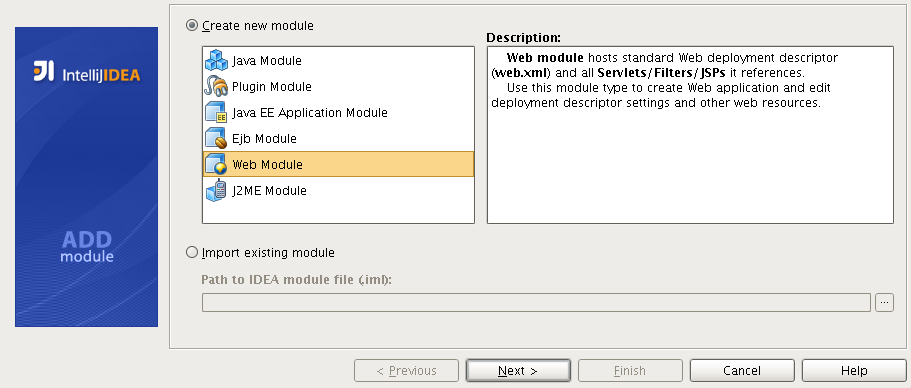 IntelliJIDEA
ADD
module
Create new module
Java Module
Plugin Module
Java EE Application Module
EE
Ejb Module
Web Module
J2ME Module
Description:
Web module hosts standard Web deployment descriptor
(web.xml) and all Servlets/Filters/JSPs it references.
Use this module type to create Web application and edit
deployment descriptor settings and other web resources.
Import existing module
Path to IDEA module file (.iml):
...
< Previous
Next >
Finish
Cancel
Help